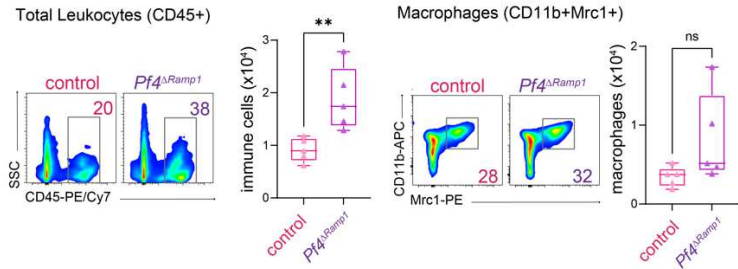 Total Leukocytes (CD45+)
control
Pf4ΔRamp1
20
38
SSC
CD45-PE/Cy7
immune cells (x10⁴)
3
2
1
0
**
control
Pf4ΔRamp1
Macrophages (CD11b+Mrc1+)
control
Pf4ΔRamp1
28
32
CD11b-APC
Mrc1-PE
macrophages (x10⁴)
2
1
0
ns
control
Pf4ΔRamp1